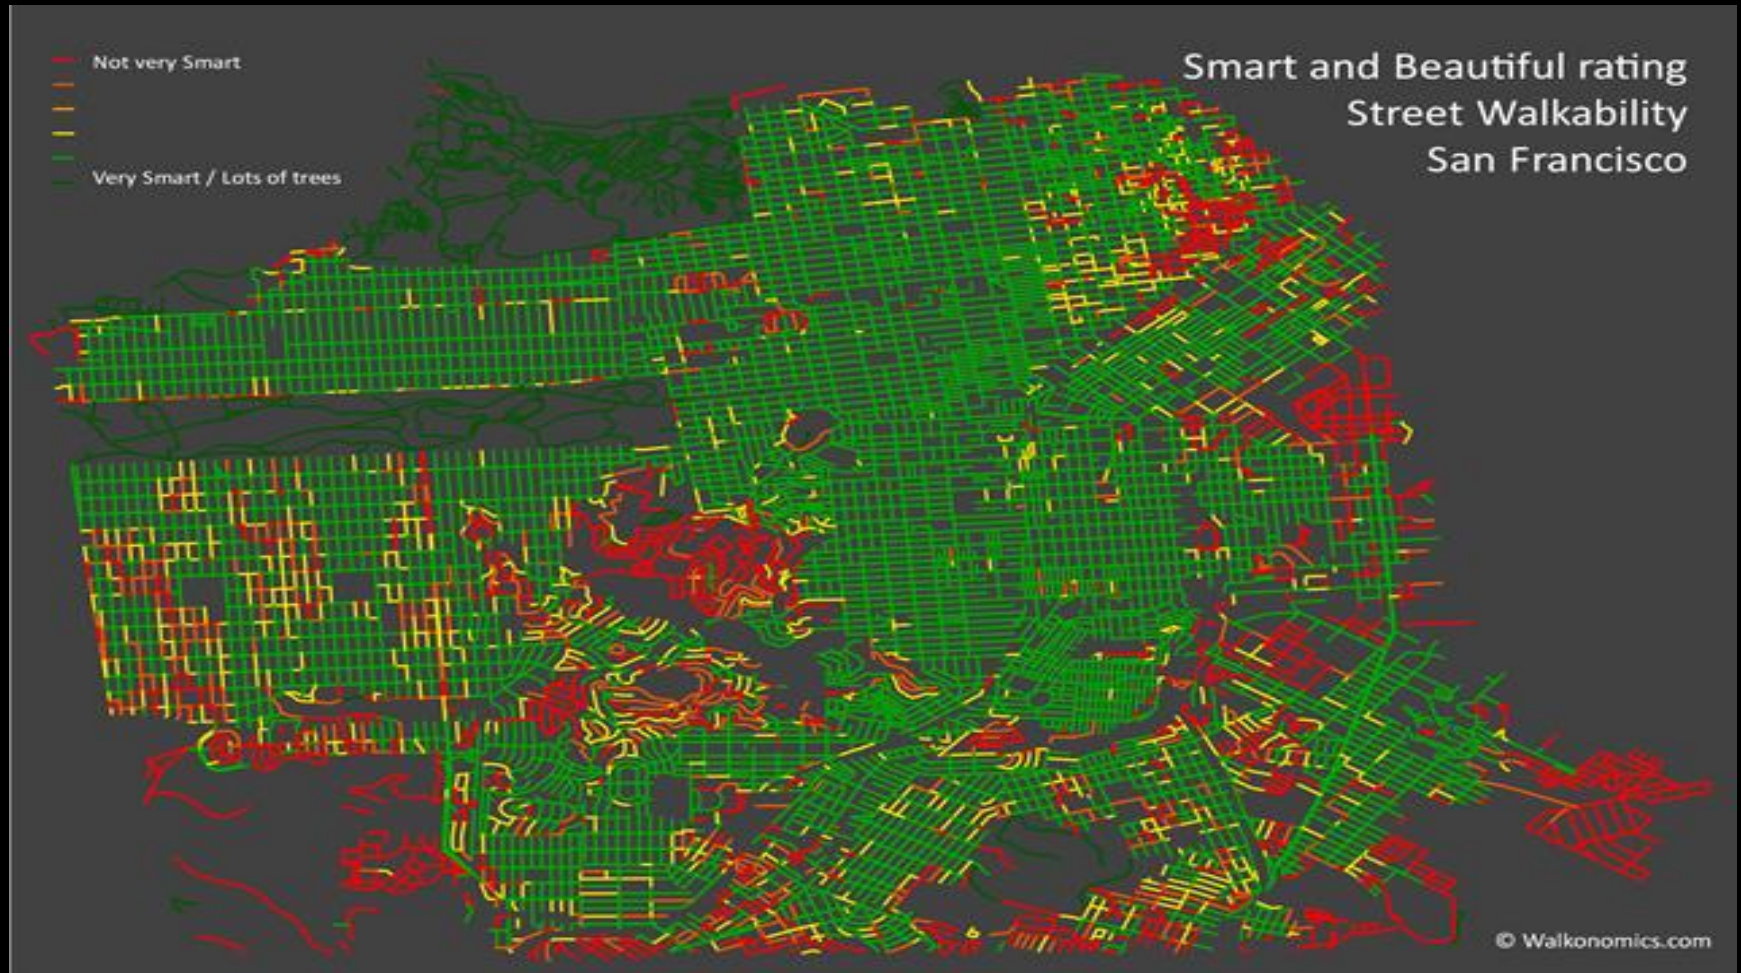 Not very Smart
Very Smart / Lots of trees
Smart and Beautiful rating
Street Walkability
San Francisco
© Walkonomics.com